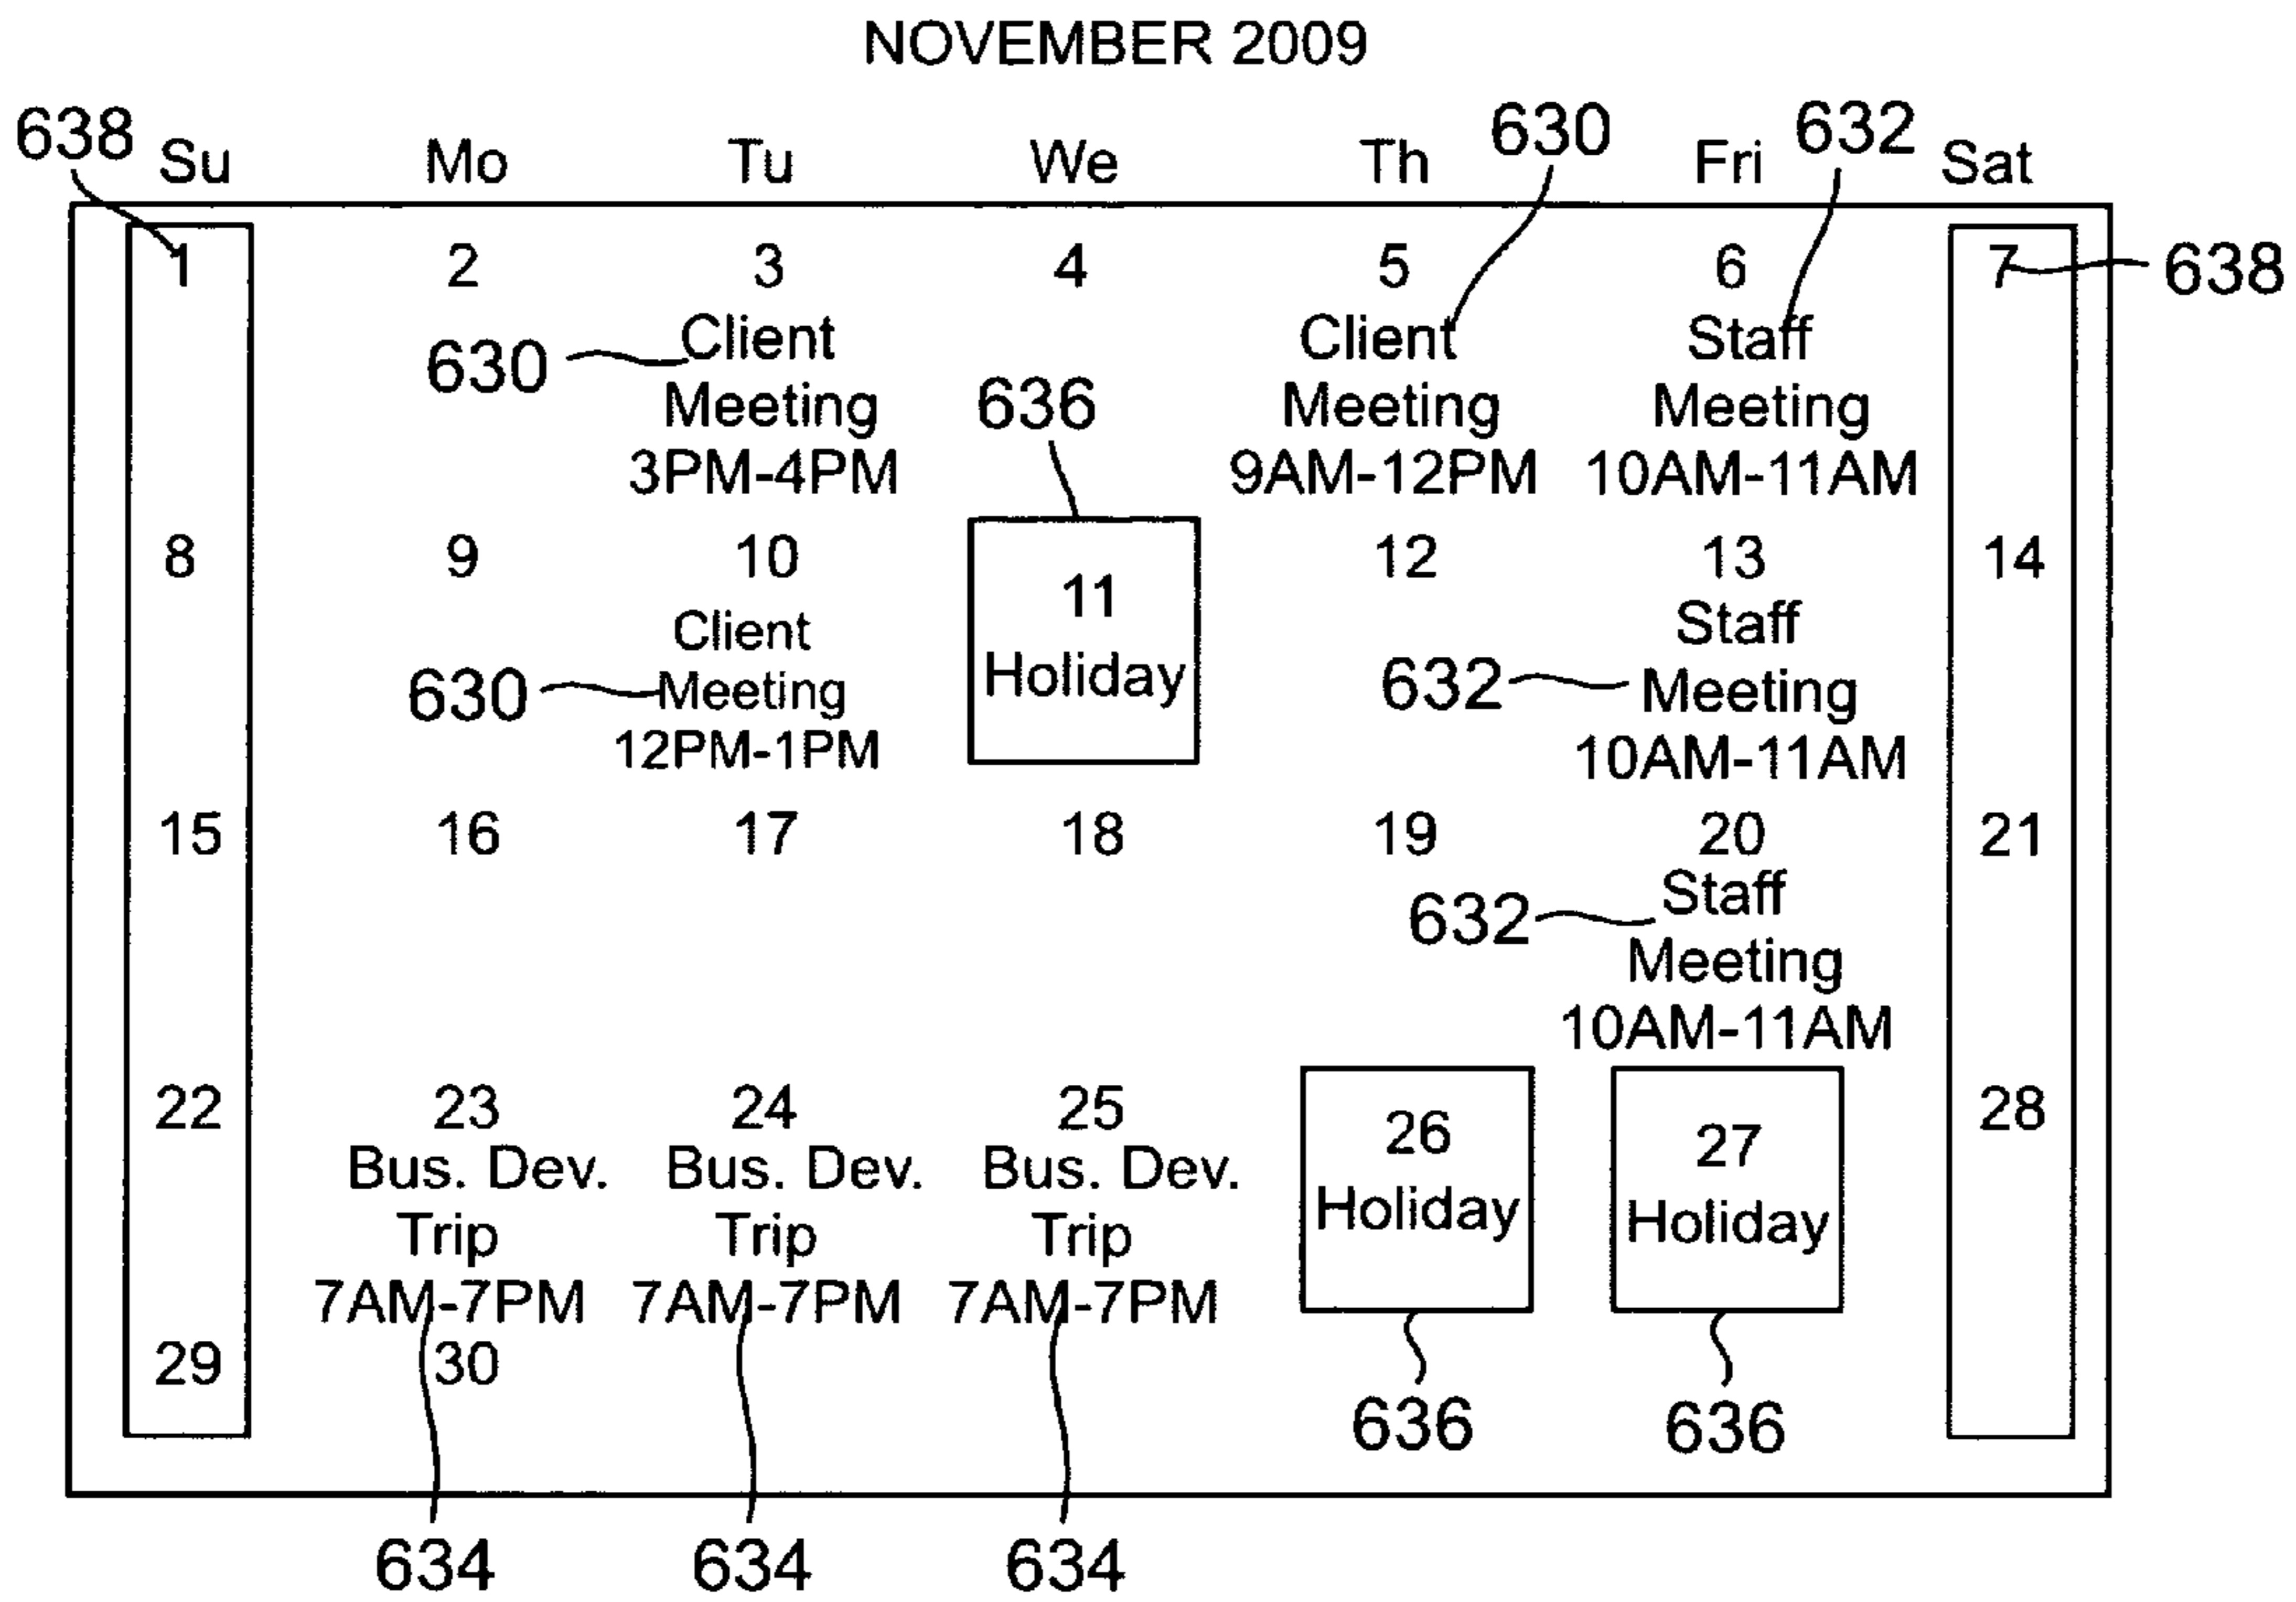 NOVEMBER 2009
638 Su Mo Tu We Th 630 Fri 632 Sat
1 2 3 4 5 6 7 638
630 Client Client Staff
Meeting 636 Meeting Meeting
3PM-4PM 9AM-12PM 10AM-11AM
8 9 10 11 12 13 14
Client Holiday Staff
630 Meeting 632 Meeting
12PM-1PM 10AM-11AM
15 16 17 18 19 20 21
632 Staff
Meeting
10AM-11AM
22 23 24 25 26 27 28
Bus. Dev. Bus. Dev. Bus. Dev. Holiday Holiday
Trip Trip Trip
7AM-7PM 7AM-7PM 7AM-7PM
29 30
636 636
634 634 634